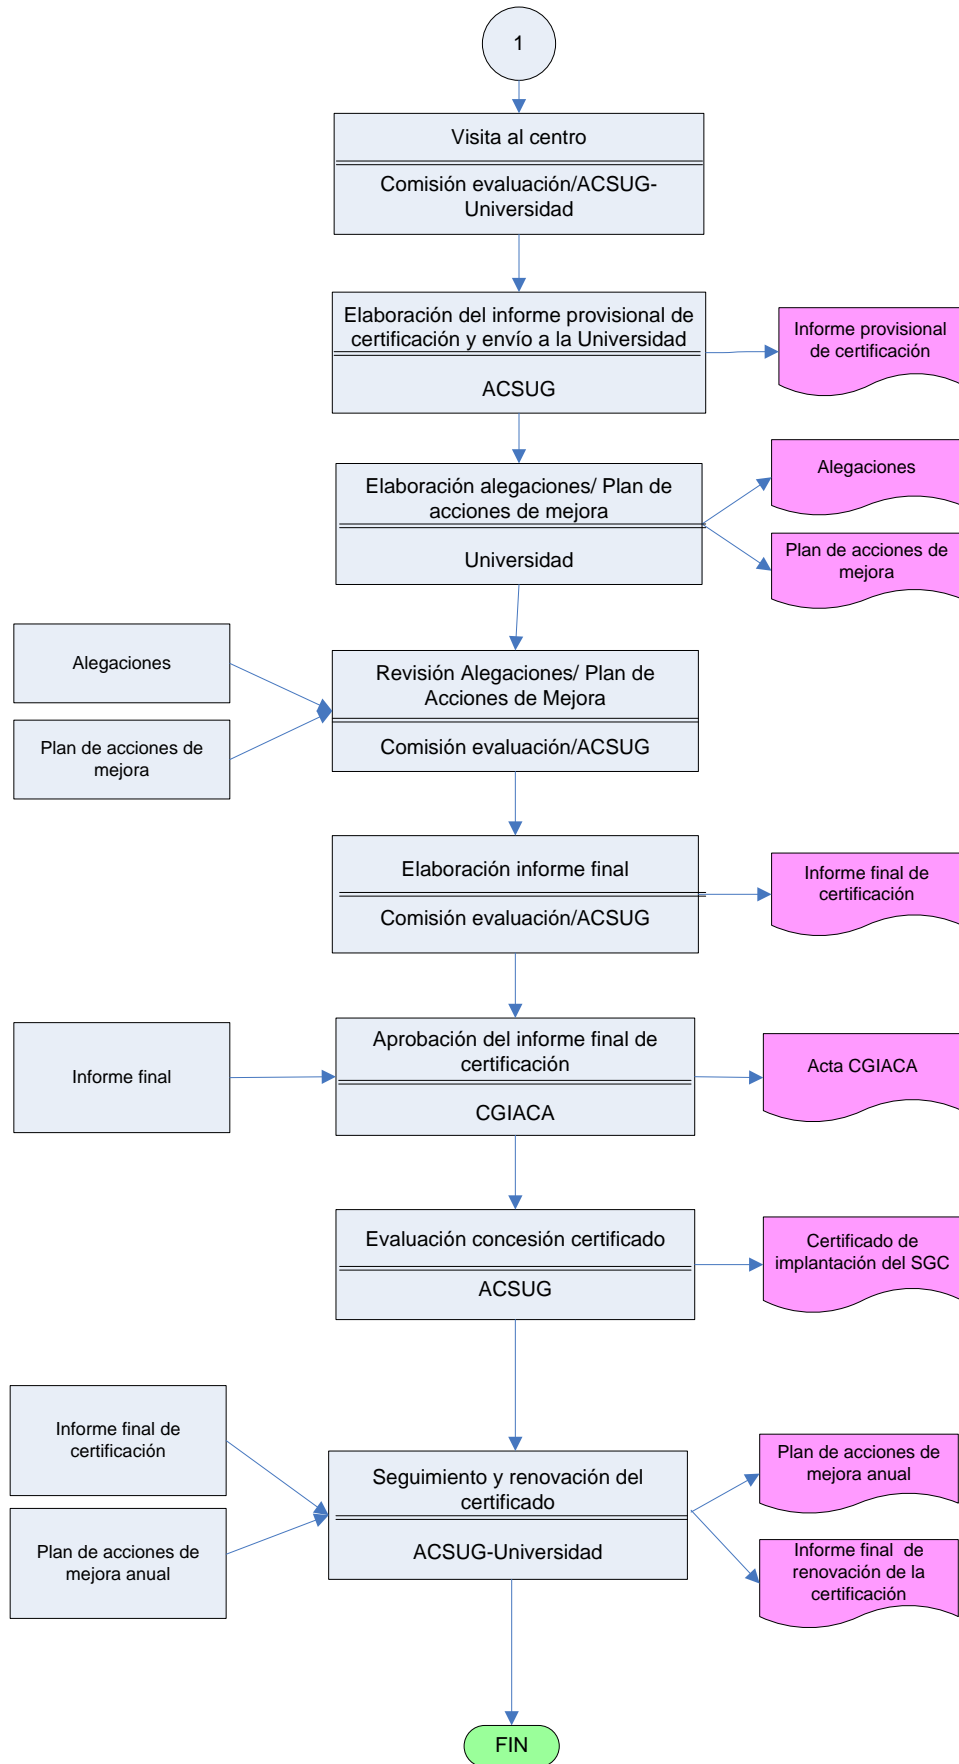 1
Visita al centro
Comisión evaluación/ACSUG-
Universidad
Elaboración del informe provisional de
certificación y envío a la Universidad
ACSUG
Informe provisional
de certificación
Elaboración alegaciones/ Plan de
acciones de mejora
Universidad
Alegaciones
Plan de acciones de
mejora
Alegaciones
Plan de acciones de
mejora
Revisión Alegaciones/ Plan de
Acciones de Mejora
Comisión evaluación/ACSUG
Elaboración informe final
Comisión evaluación/ACSUG
Informe final de
certificación
Informe final
Aprobación del informe final de
certificación
CGIACA
Acta CGIACA
Evaluación concesión certificado
ACSUG
Certificado de
implantación del SGC
Informe final de
certificación
Plan de acciones de
mejora anual
Seguimiento y renovación del
certificado
ACSUG-Universidad
Plan de acciones de
mejora anual
Informe final  de
renovación de la
certificación
FIN